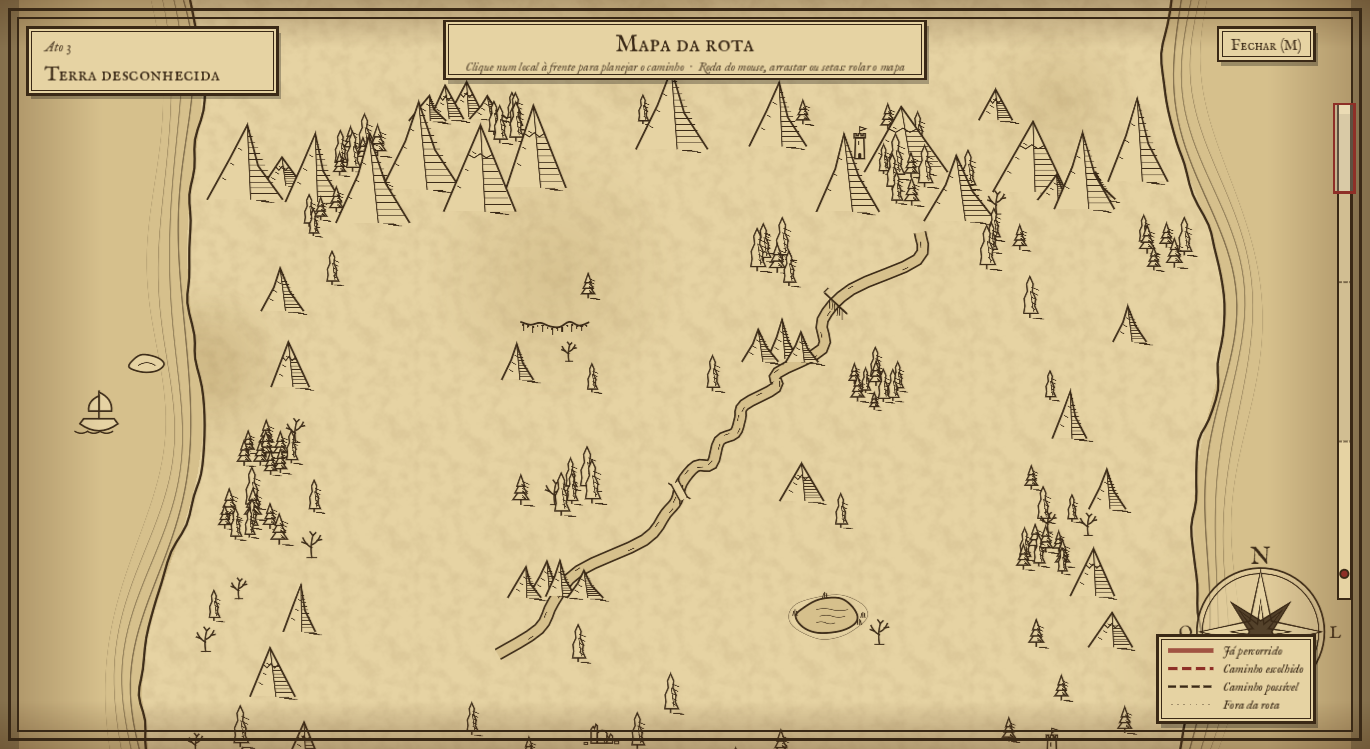 Ato 3
Terra desconhecida
Mapa da rota
Clique num local à frente para planejar o caminho · Roda do mouse, arrastar ou setas: rolar o mapa
Fechar (M)
N
O
L
Já percorrido
Caminho escolhido
Caminho possível
Fora da rota